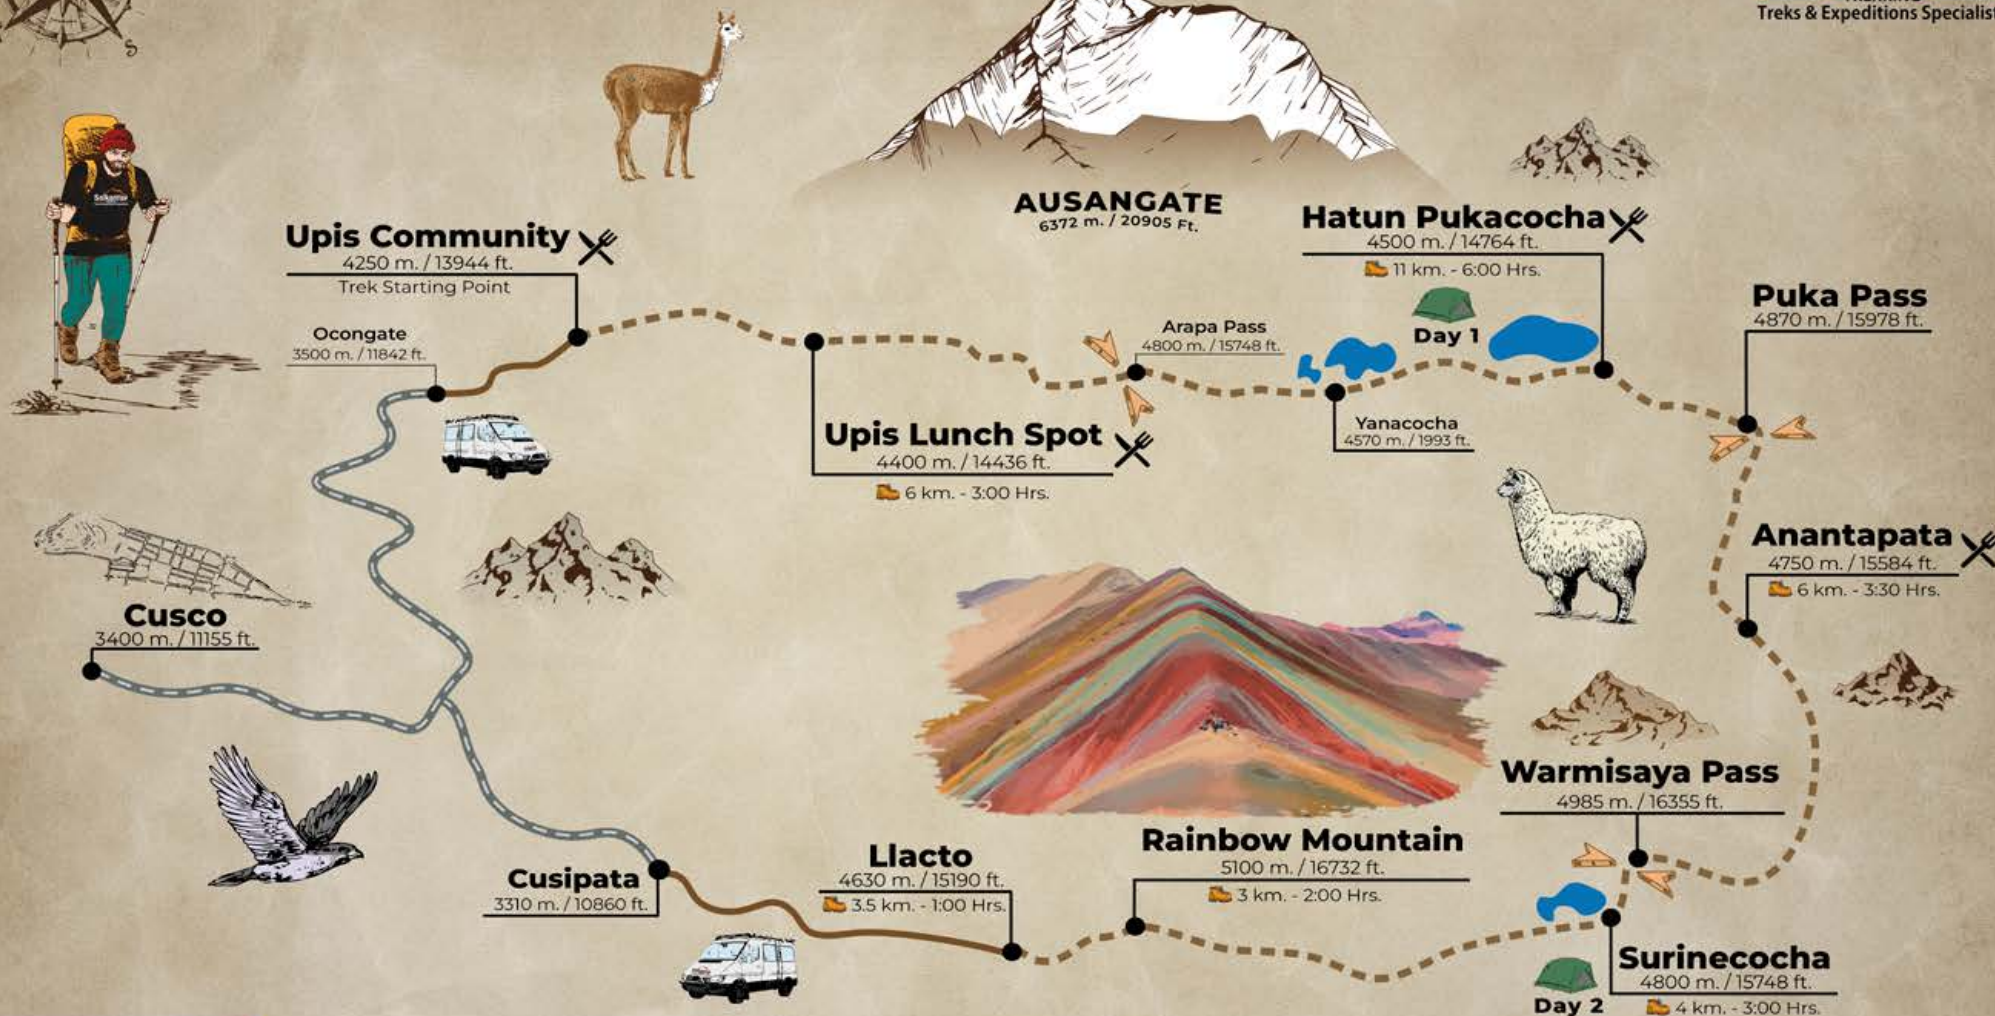 Treks & Expeditions Specialist
S
Salkantay
AUSANGATE
6372 m. / 20905 Ft.
Upis Community
4250 m. / 13944 ft.
Trek Starting Point
Hatun Pukacocha
4500 m. / 14764 ft.
11 km. - 6:00 Hrs.
Day 1
Puka Pass
4870 m. / 15978 ft.
Ocongate
3500 m. / 11842 ft.
Arapa Pass
4800 m. / 15748 ft.
Upis Lunch Spot
4400 m. / 14436 ft.
6 km. - 3:00 Hrs.
Yanacocha
4570 m. / 1993 ft.
Anantapata
4750 m. / 15584 ft.
6 km. - 3:30 Hrs.
Cusco
3400 m. / 11155 ft.
Warmisaya Pass
4985 m. / 16355 ft.
Rainbow Mountain
5100 m. / 16732 ft.
3 km. - 2:00 Hrs.
Llacto
4630 m. / 15190 ft.
3.5 km. - 1:00 Hrs.
Cusipata
3310 m. / 10860 ft.
Surinecocha
4800 m. / 15748 ft.
4 km. - 3:00 Hrs.
Day 2